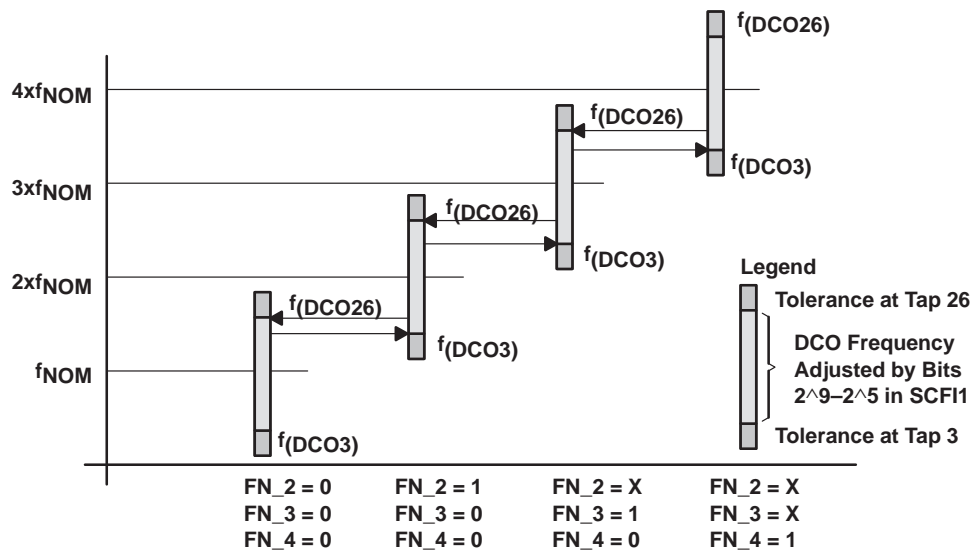 f(DCO26)
4xfNOM
f(DCO26)
f(DCO3)
3xfNOM
f(DCO26)
f(DCO3)
Legend
2xfNOM
Tolerance at Tap 26
f(DCO26)
DCO Frequency
Adjusted by Bits
2^9–2^5 in SCFI1
f(DCO3)
fNOM
Tolerance at Tap 3
f(DCO3)
FN_2 = 0 FN_2 = 1 FN_2 = X FN_2 = X
FN_3 = 0 FN_3 = 0 FN_3 = 1 FN_3 = X
FN_4 = 0 FN_4 = 0 FN_4 = 0 FN_4 = 1